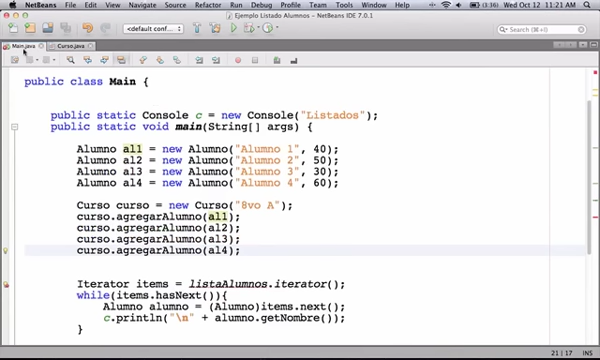 NetBeans File Edit View Navigate Source Refactor Run Debug Profile Team Tools Window Help (3:36) Wed Oct 12 11:21 AM
Ejemplo Listado Alumnos - NetBeans IDE 7.0.1
<default conf... Search (⌘+I)
Main.java Curso.java
public class Main {
public static Console c = new Console("Listados");
public static void main(String[] args) {
Alumno al1 = new Alumno("Alumno 1", 40);
Alumno al2 = new Alumno("Alumno 2", 50);
Alumno al3 = new Alumno("Alumno 3", 30);
Alumno al4 = new Alumno("Alumno 4", 60);
Curso curso = new Curso("8vo A");
curso.agregarAlumno(al1);
curso.agregarAlumno(al2);
curso.agregarAlumno(al3);
curso.agregarAlumno(al4);
Iterator items = listaAlumnos.iterator();
while(items.hasNext()){
Alumno alumno = (Alumno)items.next();
c.println("\n" + alumno.getNombre());
}
21 | 17 INS